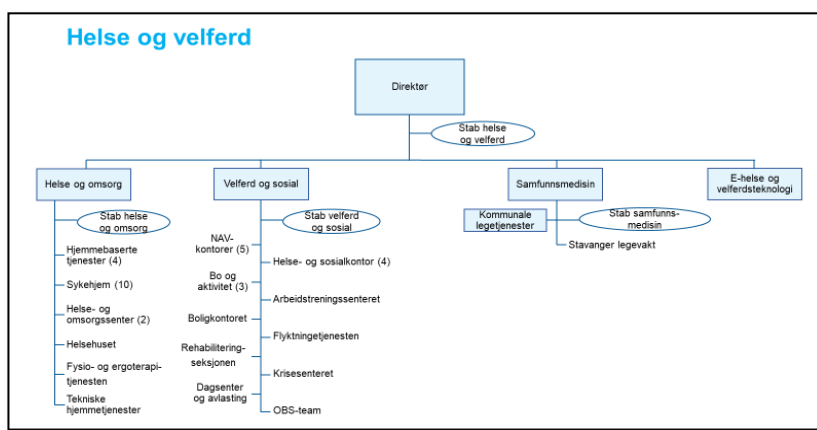 Helse og velferd
Direktør
Stab helse
og velferd
Helse og omsorg
Velferd og sosial
Samfunnsmedisin
E-helse og
velferdsteknologi
Stab helse
og omsorg
Hjemmebaserte
tjenester (4)
Sykehjem (10)
Helse- og
omsorgssenter (2)
Helsehuset
Fysio- og ergoterapi-
tjenesten
Tekniske
hjemmetjenester
Stab velferd
og sosial
NAV-
kontorer (5)
Helse- og sosialkontor (4)
Bo og
aktivitet (3)
Arbeidstreningssenteret
Boligkontoret
Flyktningetjenesten
Rehabilitering-
seksjonen
Krisesenteret
Dagsenter
og avlasting
OBS-team
Kommunale
legetjenester
Stab samfunns-
medisin
Stavanger legevakt